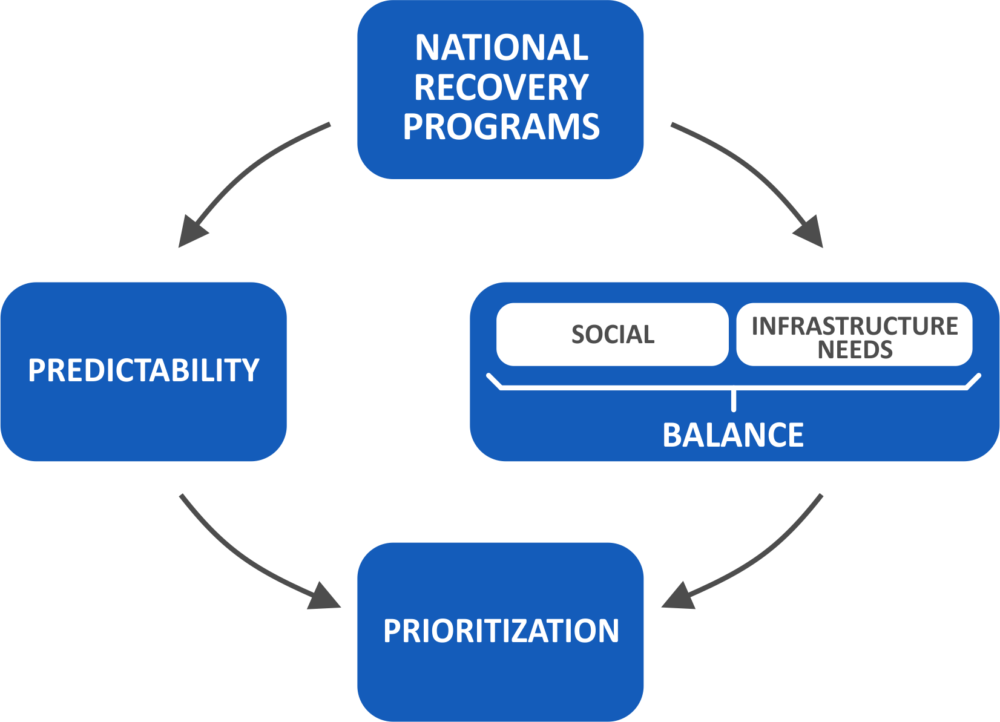 NATIONAL
RECOVERY
PROGRAMS
PREDICTABILITY
SOCIAL
INFRASTRUCTURE
NEEDS
BALANCE
PRIORITIZATION